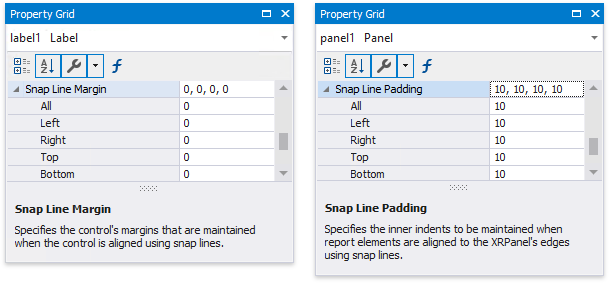 Property Grid
label1 Label
Snap Line Margin 0, 0, 0, 0
All 0
Left 0
Right 0
Top 0
Bottom 0
Snap Line Margin
Specifies the control's margins that are maintained
when the control is aligned using snap lines.
Property Grid
panel1 Panel
Snap Line Padding 10, 10, 10, 10
All 10
Left 10
Right 10
Top 10
Bottom 10
Snap Line Padding
Specifies the inner indents to be maintained when
report elements are aligned to the XRPanel's edges
using snap lines.